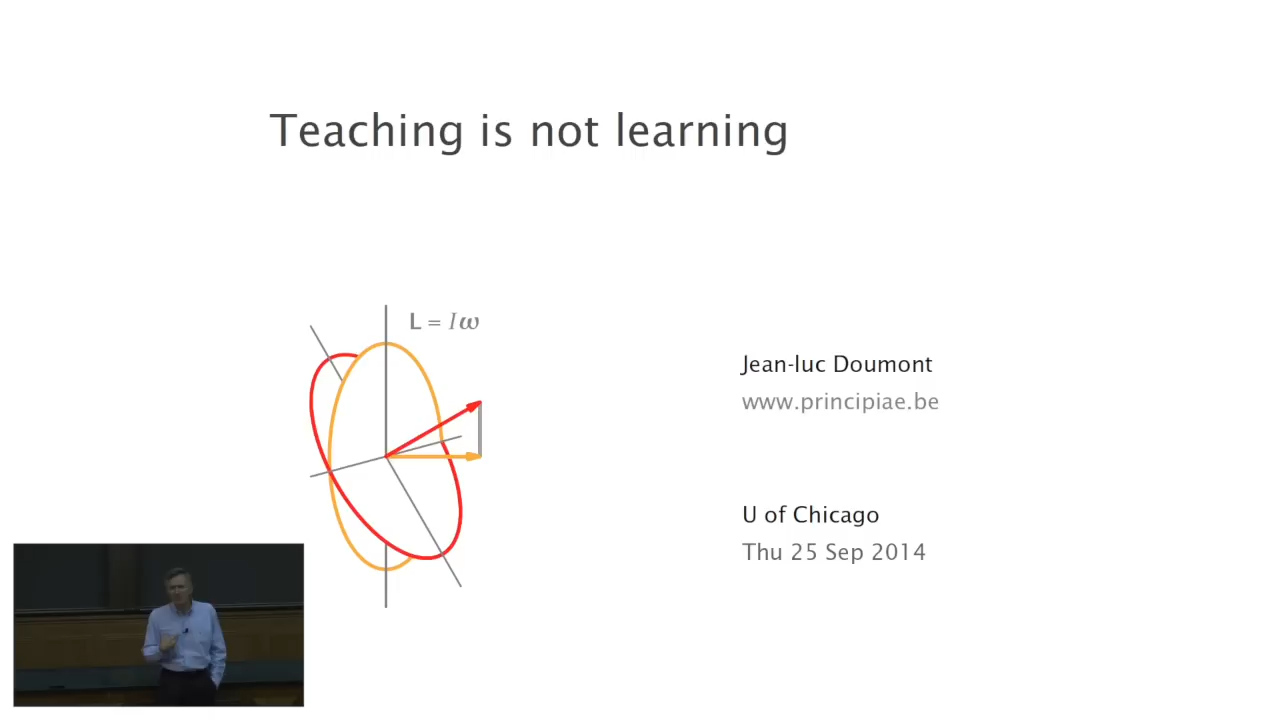 Teaching is not learning
L = Iω
Jean-luc Doumont
www.principiae.be
U of Chicago
Thu 25 Sep 2014